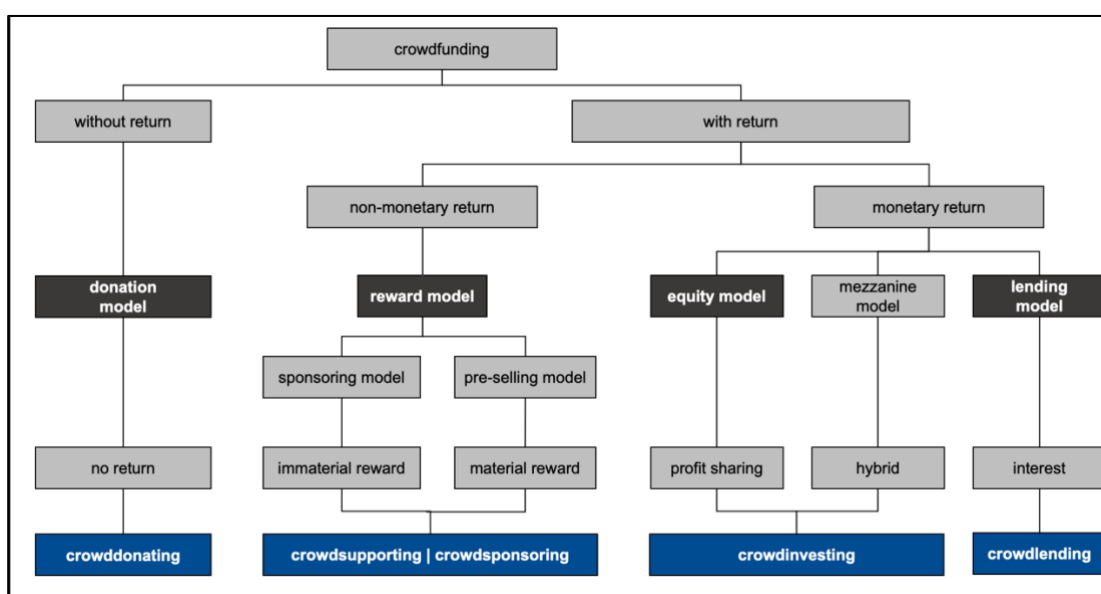 crowdfunding
without return
with return
non-monetary return
monetary return
donation
model
reward model
equity model
mezzanine
model
lending
model
sponsoring model
pre-selling model
no return
immaterial reward
material reward
profit sharing
hybrid
interest
crowddonating
crowdsupporting | crowdsponsoring
crowdinvesting
crowdlending